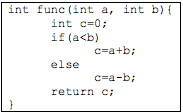 int func(int a, int b){
int c=0;
if(a<b)
c=a+b;
else
c=a-b;
return c;
}